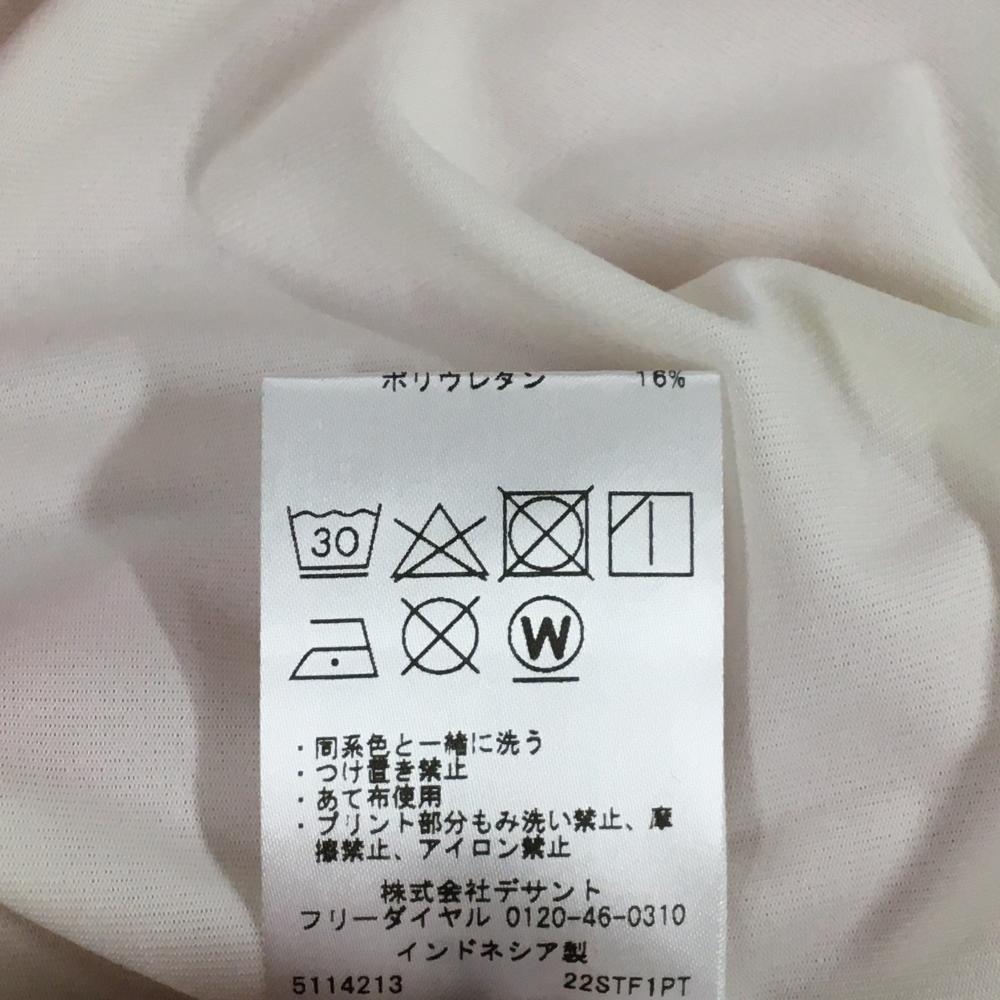 ポリウレタン 16%
30
W
・同系色と一緒に洗う
・つけ置き禁止
・あて布使用
・プリント部分もみ洗い禁止、摩
擦禁止、アイロン禁止
株式会社デサント
フリーダイヤル 0120-46-0310
インドネシア製
5114213 22STF1PT